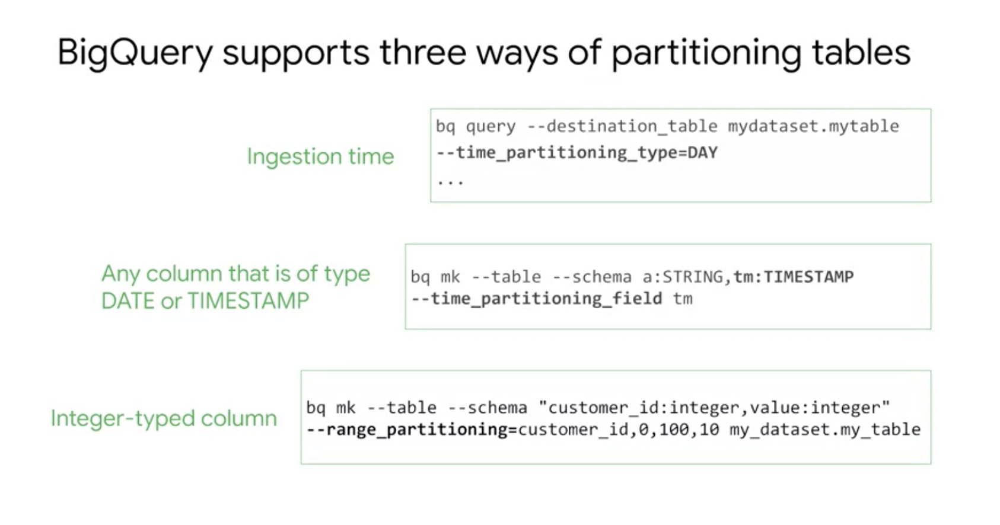 BigQuery supports three ways of partitioning tables
Ingestion time
bq query --destination_table mydataset.mytable
--time_partitioning_type=DAY
...
Any column that is of type
DATE or TIMESTAMP
bq mk --table --schema a:STRING,tm:TIMESTAMP
--time_partitioning_field tm
Integer-typed column
bq mk --table --schema "customer_id:integer,value:integer"
--range_partitioning=customer_id,0,100,10 my_dataset.my_table